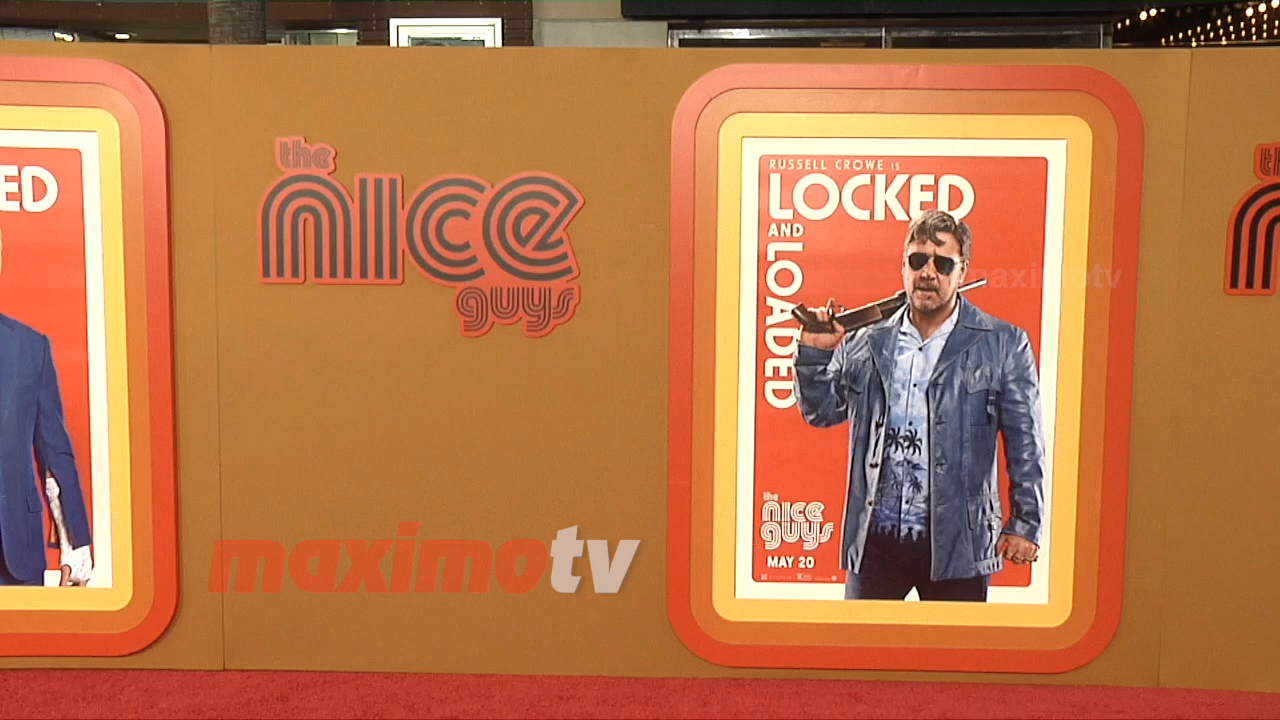 ED
the
nice
guys
RUSSELL CROWE IS
LOCKED
AND
LOADED
the
nice
guys
MAY 20
maximotv
maximotv